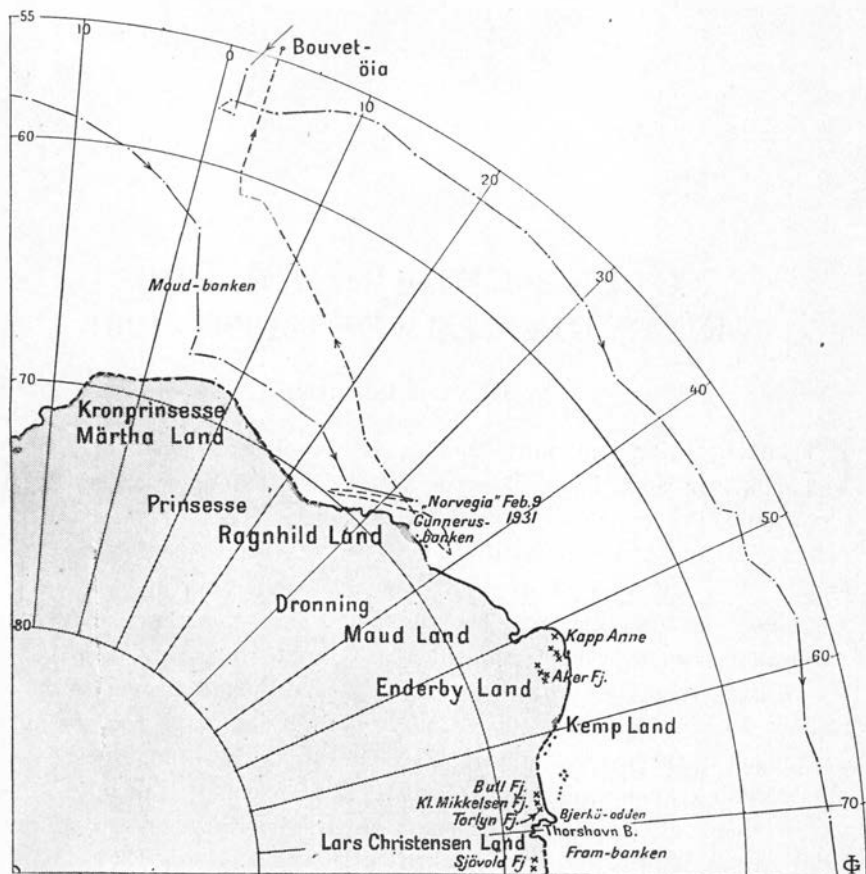 55
10
0
Bouvet-
öia
10
60
20
30
Maud-banken
70
40
Kronprinsesse
Märtha Land
Prinsesse
Ragnhild Land
"Norvegia" Feb. 9
1931
Gunnerus-
banken
50
Dronning
Maud Land
80
Kapp Anne
Aker Fj.
60
Enderby Land
Kemp Land
Bull Fj.
Kl. Mikkelsen Fj.
Torlyn Fj.
Bjerkö-odden
Thorshavn B.
70
Lars Christensen Land
Fram-banken
Sjövold Fj